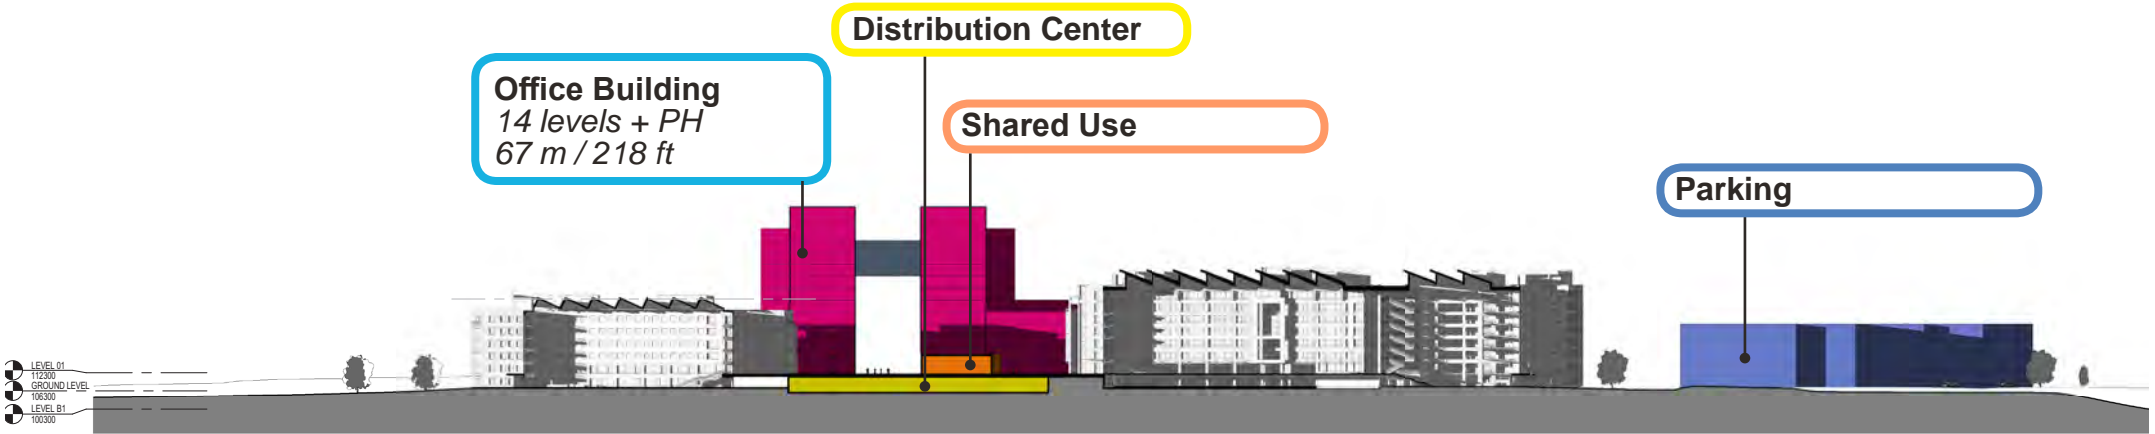 Distribution Center
Office Building
14 levels + PH
67 m / 218 ft
Shared Use
Parking
LEVEL 01
112300
GROUND LEVEL
106300
LEVEL B1
100300